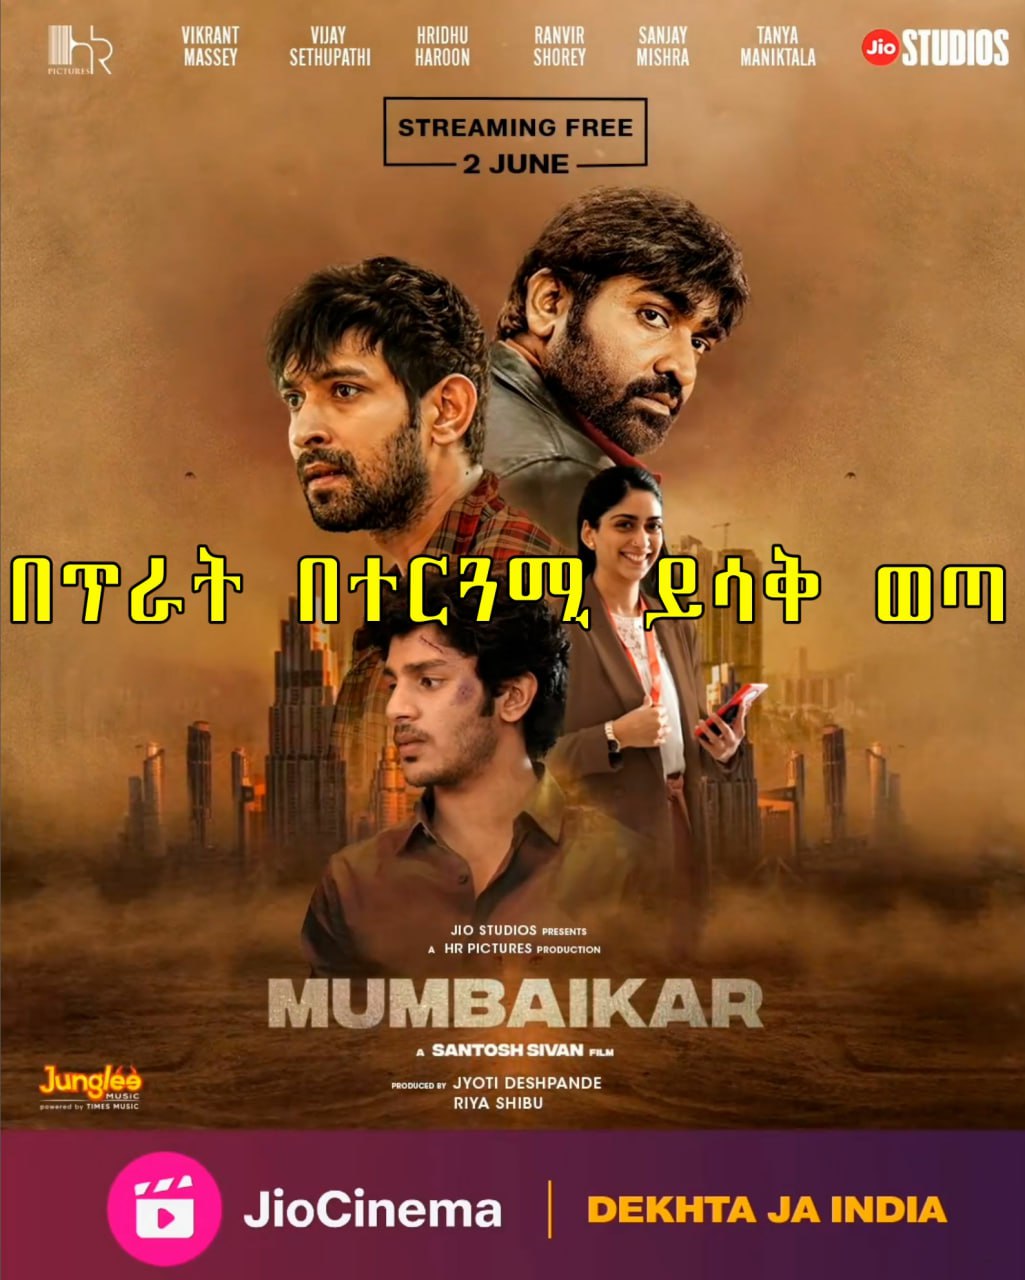 hr
PICTURES
VIKRANT MASSEY
VIJAY SETHUPATHI
HRIDHU HAROON
RANVIR SHOREY
SANJAY MISHRA
TANYA MANIKTALA
Jio STUDIOS
STREAMING FREE
2 JUNE
በጥራት በተርጓሚ ይሳቅ ወጣ
JIO STUDIOS PRESENTS
A HR PICTURES PRODUCTION
MUMBAIKAR
A SANTOSH SIVAN FILM
PRODUCED BY JYOTI DESHPANDE
RIYA SHIBU
Junglee
MUSIC
powered by TIMES MUSIC
JioCinema | DEKHTA JA INDIA